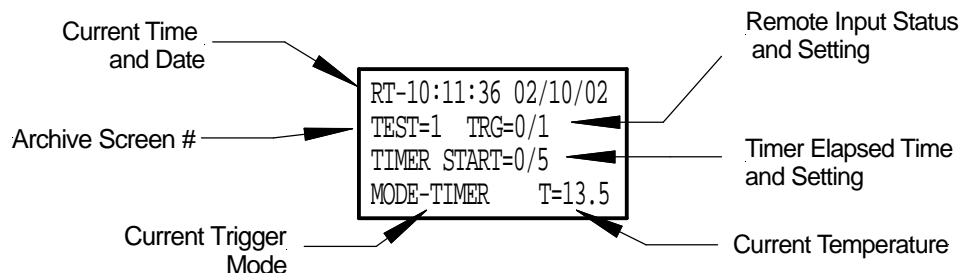 Current Time
and Date
Remote Input Status
and Setting
RT-10:11:36 02/10/02
TEST=1 TRG=0/1
TIMER START=0/5
MODE-TIMER T=13.5
Archive Screen #
Timer Elapsed Time
and Setting
Current Trigger
Mode
Current Temperature